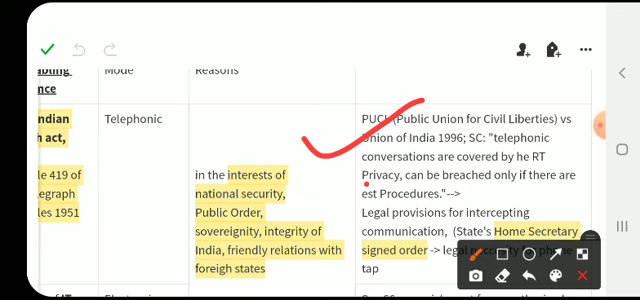 abling
nce
Mode
Reasons
ndian
h act,
le 419 of
legraph
les 1951
Telephonic
in the interests of
national security,
Public Order,
sovereignty, integrity of
India, friendly relations with
foreigh states
PUCL (Public Union for Civil Liberties) vs
Union of India 1996; SC: "telephonic
conversations are covered by he RT
Privacy, can be breached only if there are
est Procedures."-->
Legal provisions for intercepting
communication, (State's Home Secretary
signed order -> legal
tap